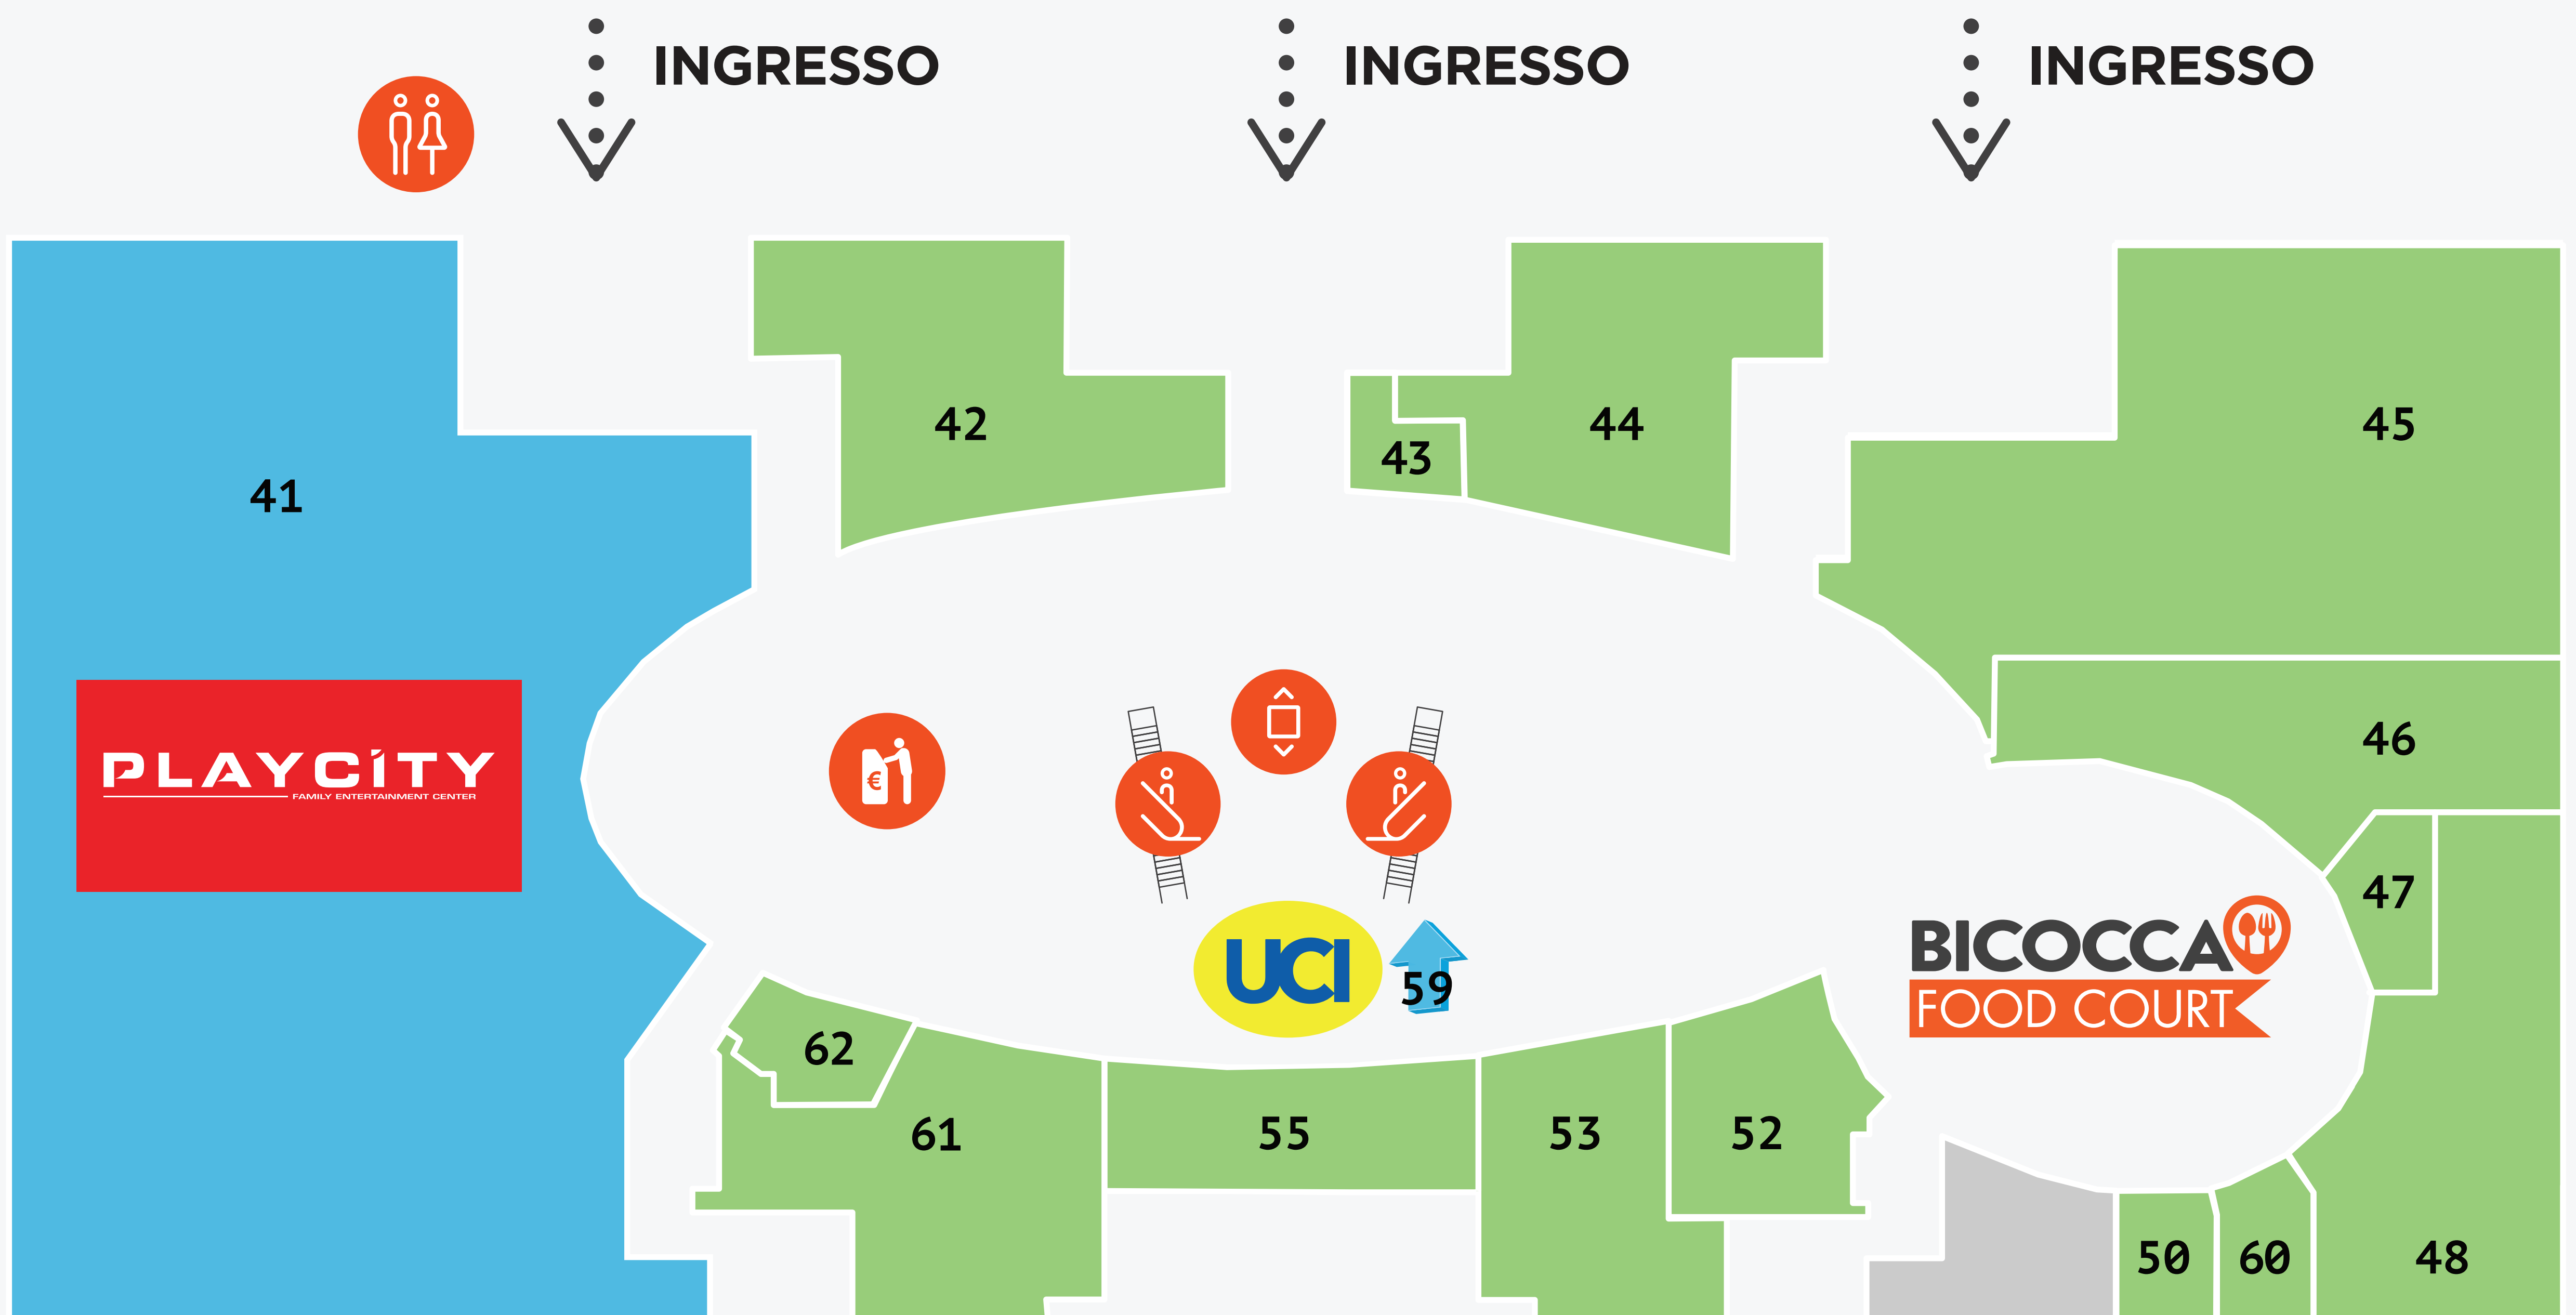 INGRESSO INGRESSO INGRESSO
42
44
45
43
41
46
PLAYCITY
FAMILY ENTERTAINMENT CENTER
€
47
UCI
59
BICOCCA
FOOD COURT
62
61
55
53
52
50
60
48